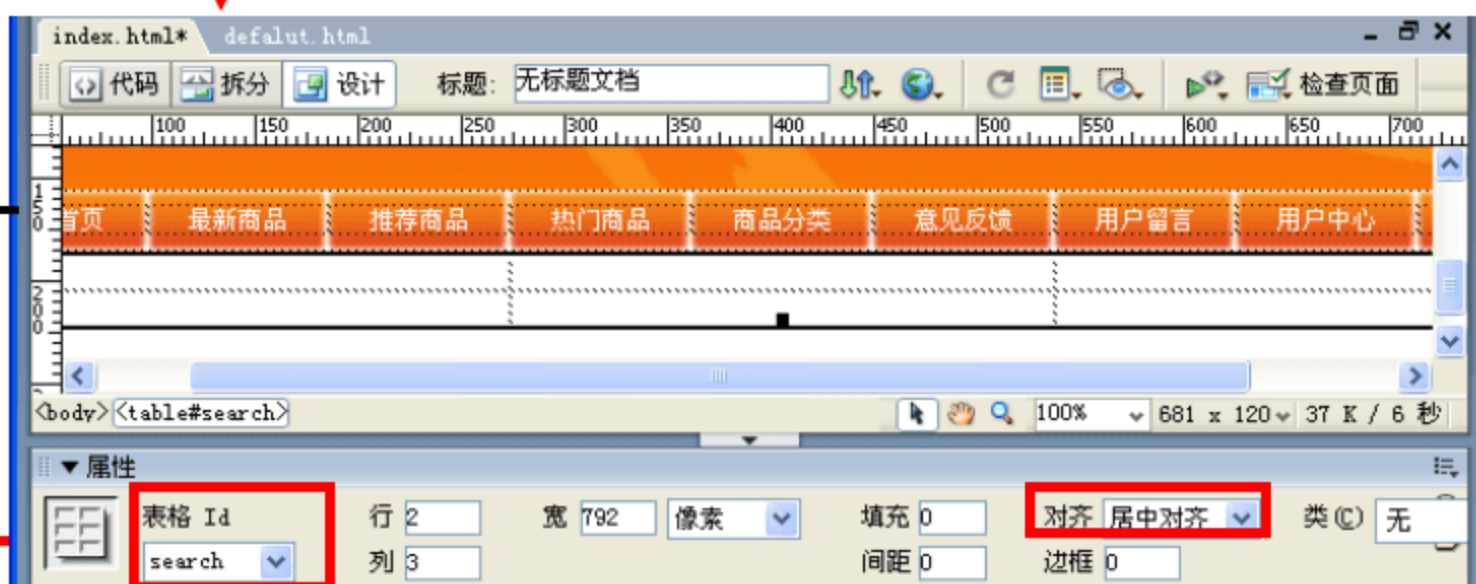 index.html* defalut.html
代码 拆分 设计 标题: 无标题文档 检查页面
100 150 200 250 300 350 400 450 500 550 600 650 700
首页 最新商品 推荐商品 热门商品 商品分类 意见反馈 用户留言 用户中心
150
200
<body> <table#search> 100% 681 x 120 37 K / 6 秒
▼属性
表格 Id 行 2 宽 792 像素 填充 0 对齐 居中对齐 类(C) 无
search 列 3 间距 0 边框 0